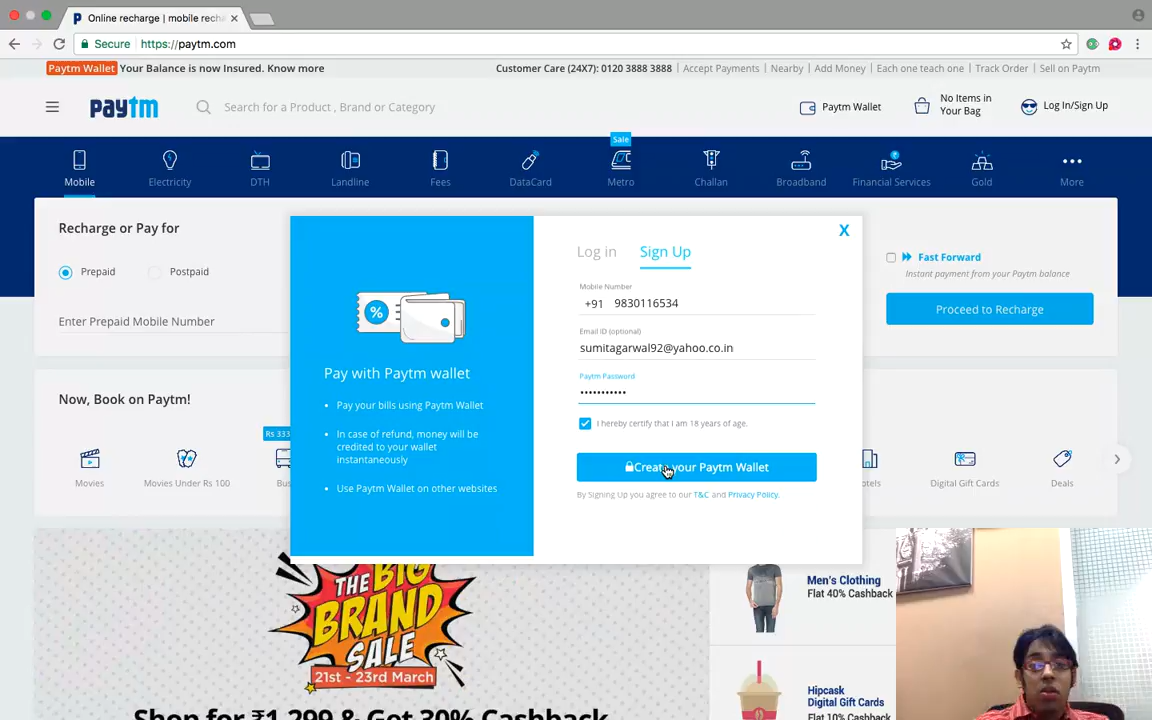 Online recharge | mobile recha
Secure https://paytm.com
Paytm Wallet Your Balance is now Insured. Know more
Customer Care (24X7): 0120 3888 3888 | Accept Payments | Nearby | Add Money | Each one teach one | Track Order | Sell on Paytm
paytm
Search for a Product , Brand or Category
Paytm Wallet
No Items in
Your Bag
Log In/Sign Up
Sale
Mobile Electricity DTH Landline Fees DataCard Metro Challan Broadband Financial Services Gold More
Recharge or Pay for
Prepaid Postpaid
Enter Prepaid Mobile Number
Fast Forward
Instant payment from your Paytm balance
Proceed to Recharge
X
Log in Sign Up
Mobile Number
+91 9830116534
Email ID (optional)
sumitagarwal92@yahoo.co.in
Paytm Password
•••••••••••
I hereby certify that I am 18 years of age.
Create your Paytm Wallet
By Signing Up you agree to our T&C and Privacy Policy.
%
Pay with Paytm wallet
Pay your bills using Paytm Wallet
In case of refund, money will be
credited to your wallet
instantaneously
Use Paytm Wallet on other websites
Now, Book on Paytm!
Rs 333
Movies Movies Under Rs 100 Bus
otels Digital Gift Cards Deals
THE BIG
BRAND
SALE
21st - 23rd March
Shop for ₹1,299 & Get 30% Cashback
Men's Clothing
Flat 40% Cashback
Hipcask
Digital Gift Cards
Flat 10% Cashback